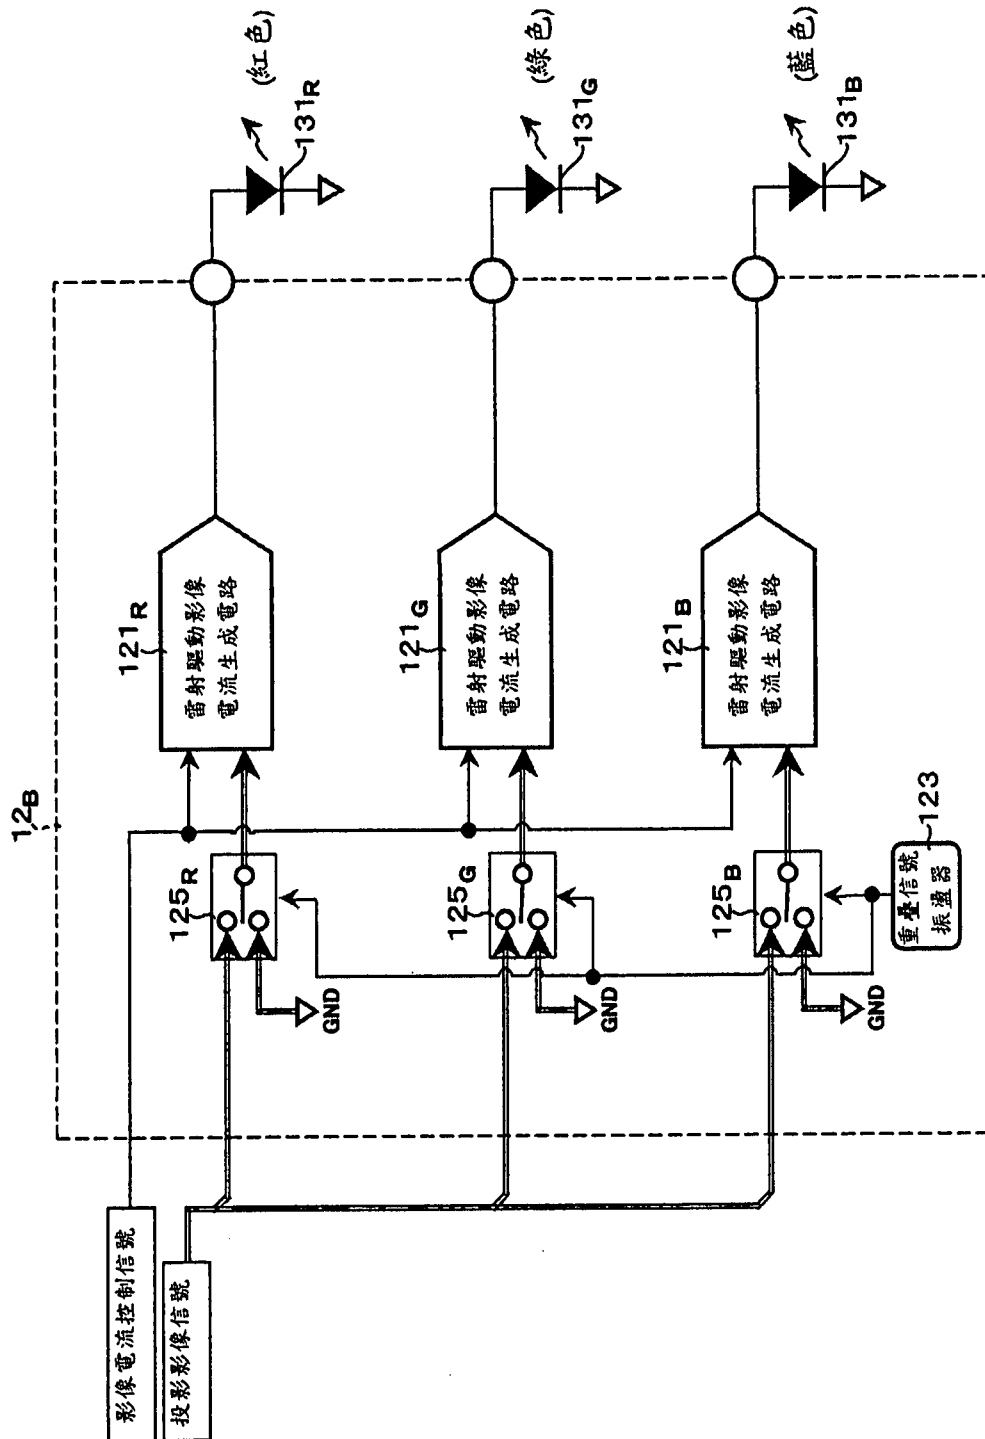 影像電流控制信號
投影影像信號
12B
125R
GND
121R
雷射驅動影像
電流生成電路
131R
(紅色)
125G
GND
121G
雷射驅動影像
電流生成電路
131G
(綠色)
125B
GND
121B
雷射驅動影像
電流生成電路
131B
(藍色)
重疊信號
振盪器
123